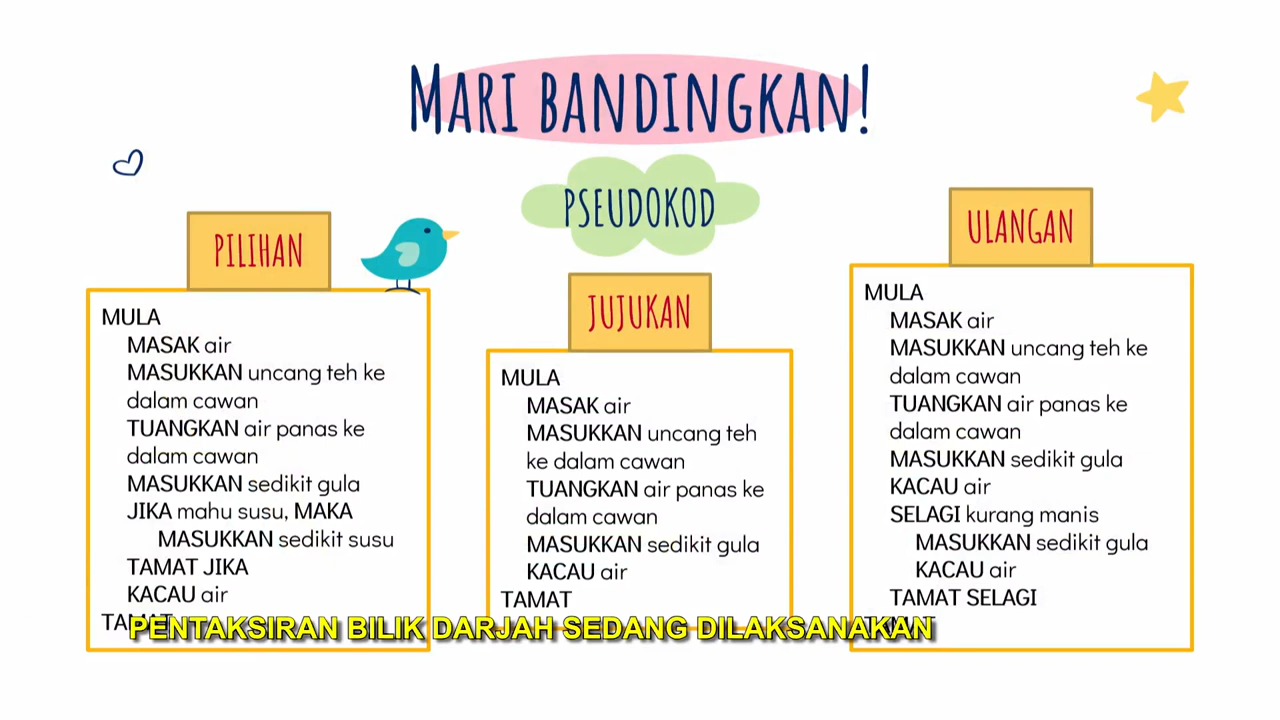 MARI BANDINGKAN!
PSEUDOKOD
PILIHAN
MULA
MASAK air
MASUKKAN uncang teh ke
dalam cawan
TUANGKAN air panas ke
dalam cawan
MASUKKAN sedikit gula
JIKA mahu susu, MAKA
MASUKKAN sedikit susu
TAMAT JIKA
KACAU air
TAMAT
JUJUKAN
MULA
MASAK air
MASUKKAN uncang teh
ke dalam cawan
TUANGKAN air panas ke
dalam cawan
MASUKKAN sedikit gula
KACAU air
TAMAT
ULANGAN
MULA
MASAK air
MASUKKAN uncang teh ke
dalam cawan
TUANGKAN air panas ke
dalam cawan
MASUKKAN sedikit gula
KACAU air
SELAGI kurang manis
MASUKKAN sedikit gula
KACAU air
TAMAT SELAGI
TAMAT
PENTAKSIRAN BILIK DARJAH SEDANG DILAKSANAKAN